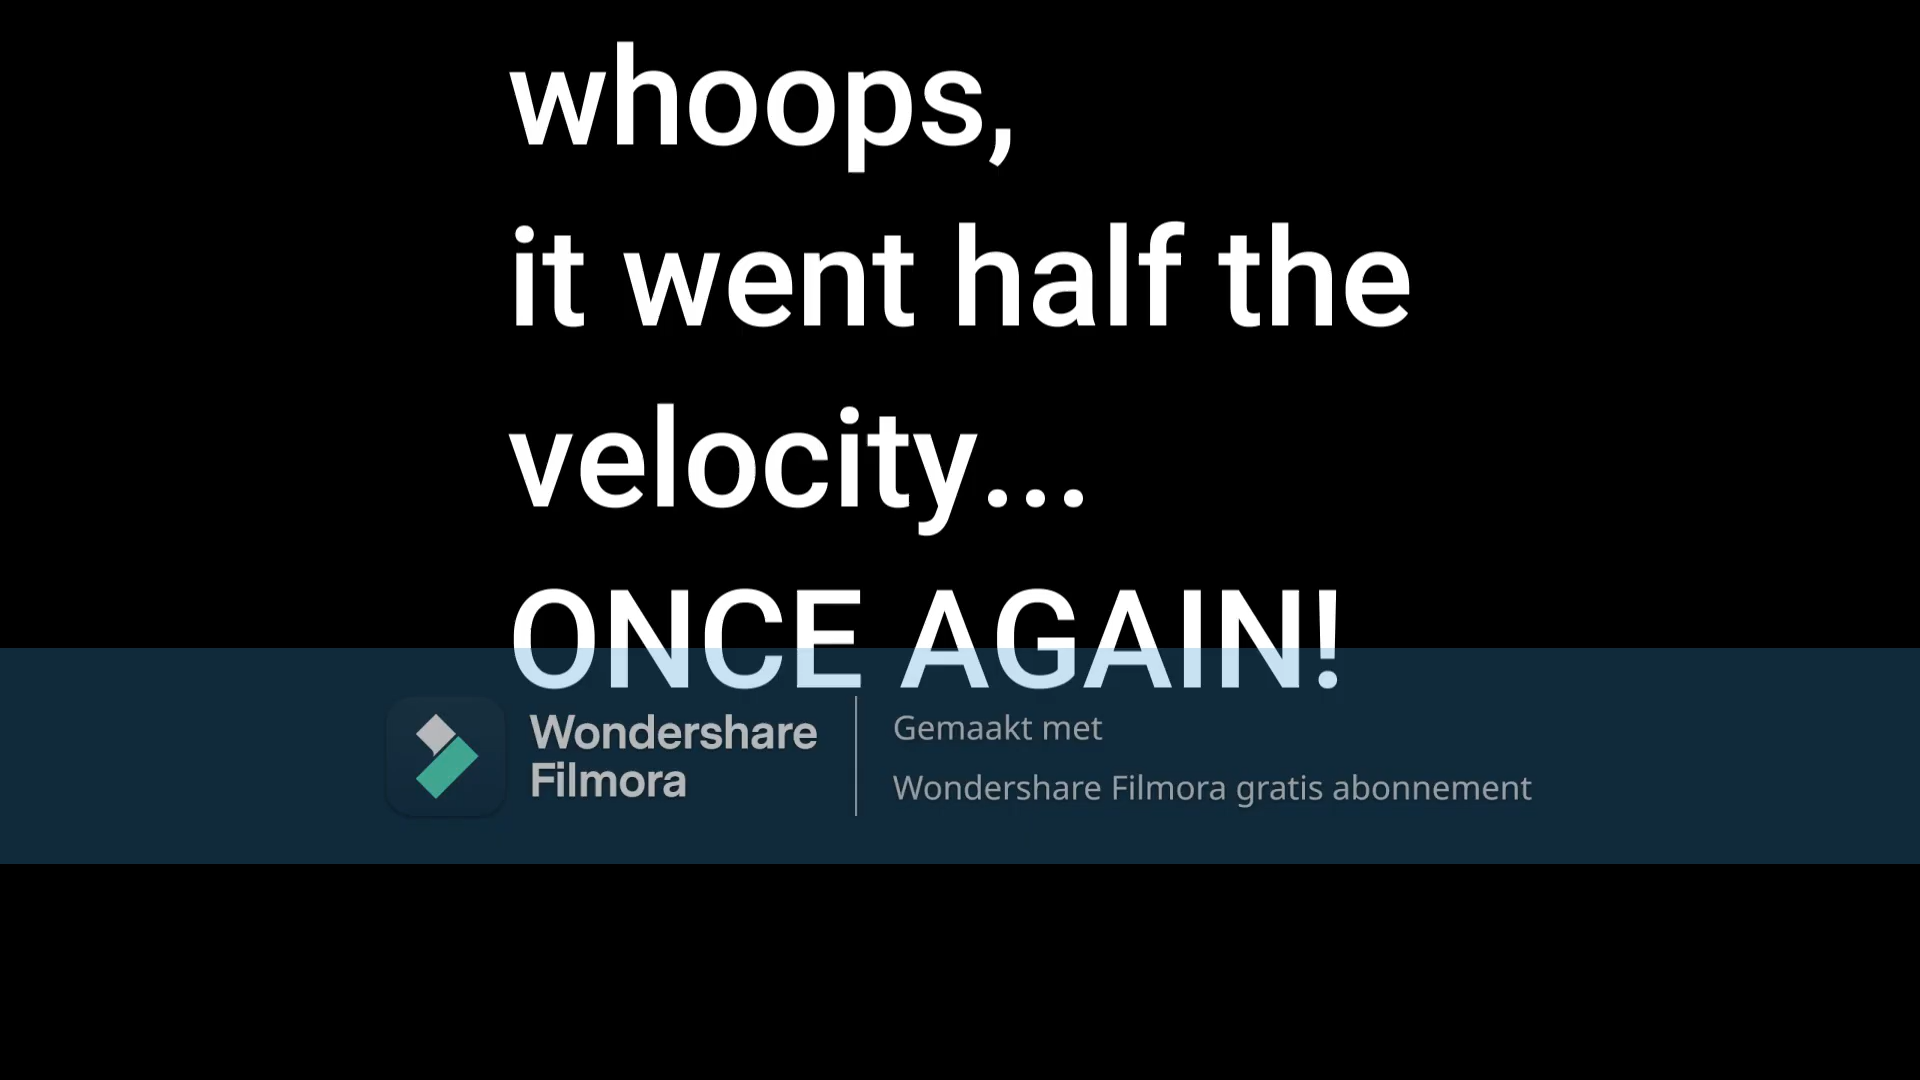 whoops,
it went half the
velocity...
ONCE AGAIN!
Wondershare
Filmora
Gemaakt met
Wondershare Filmora gratis abonnement